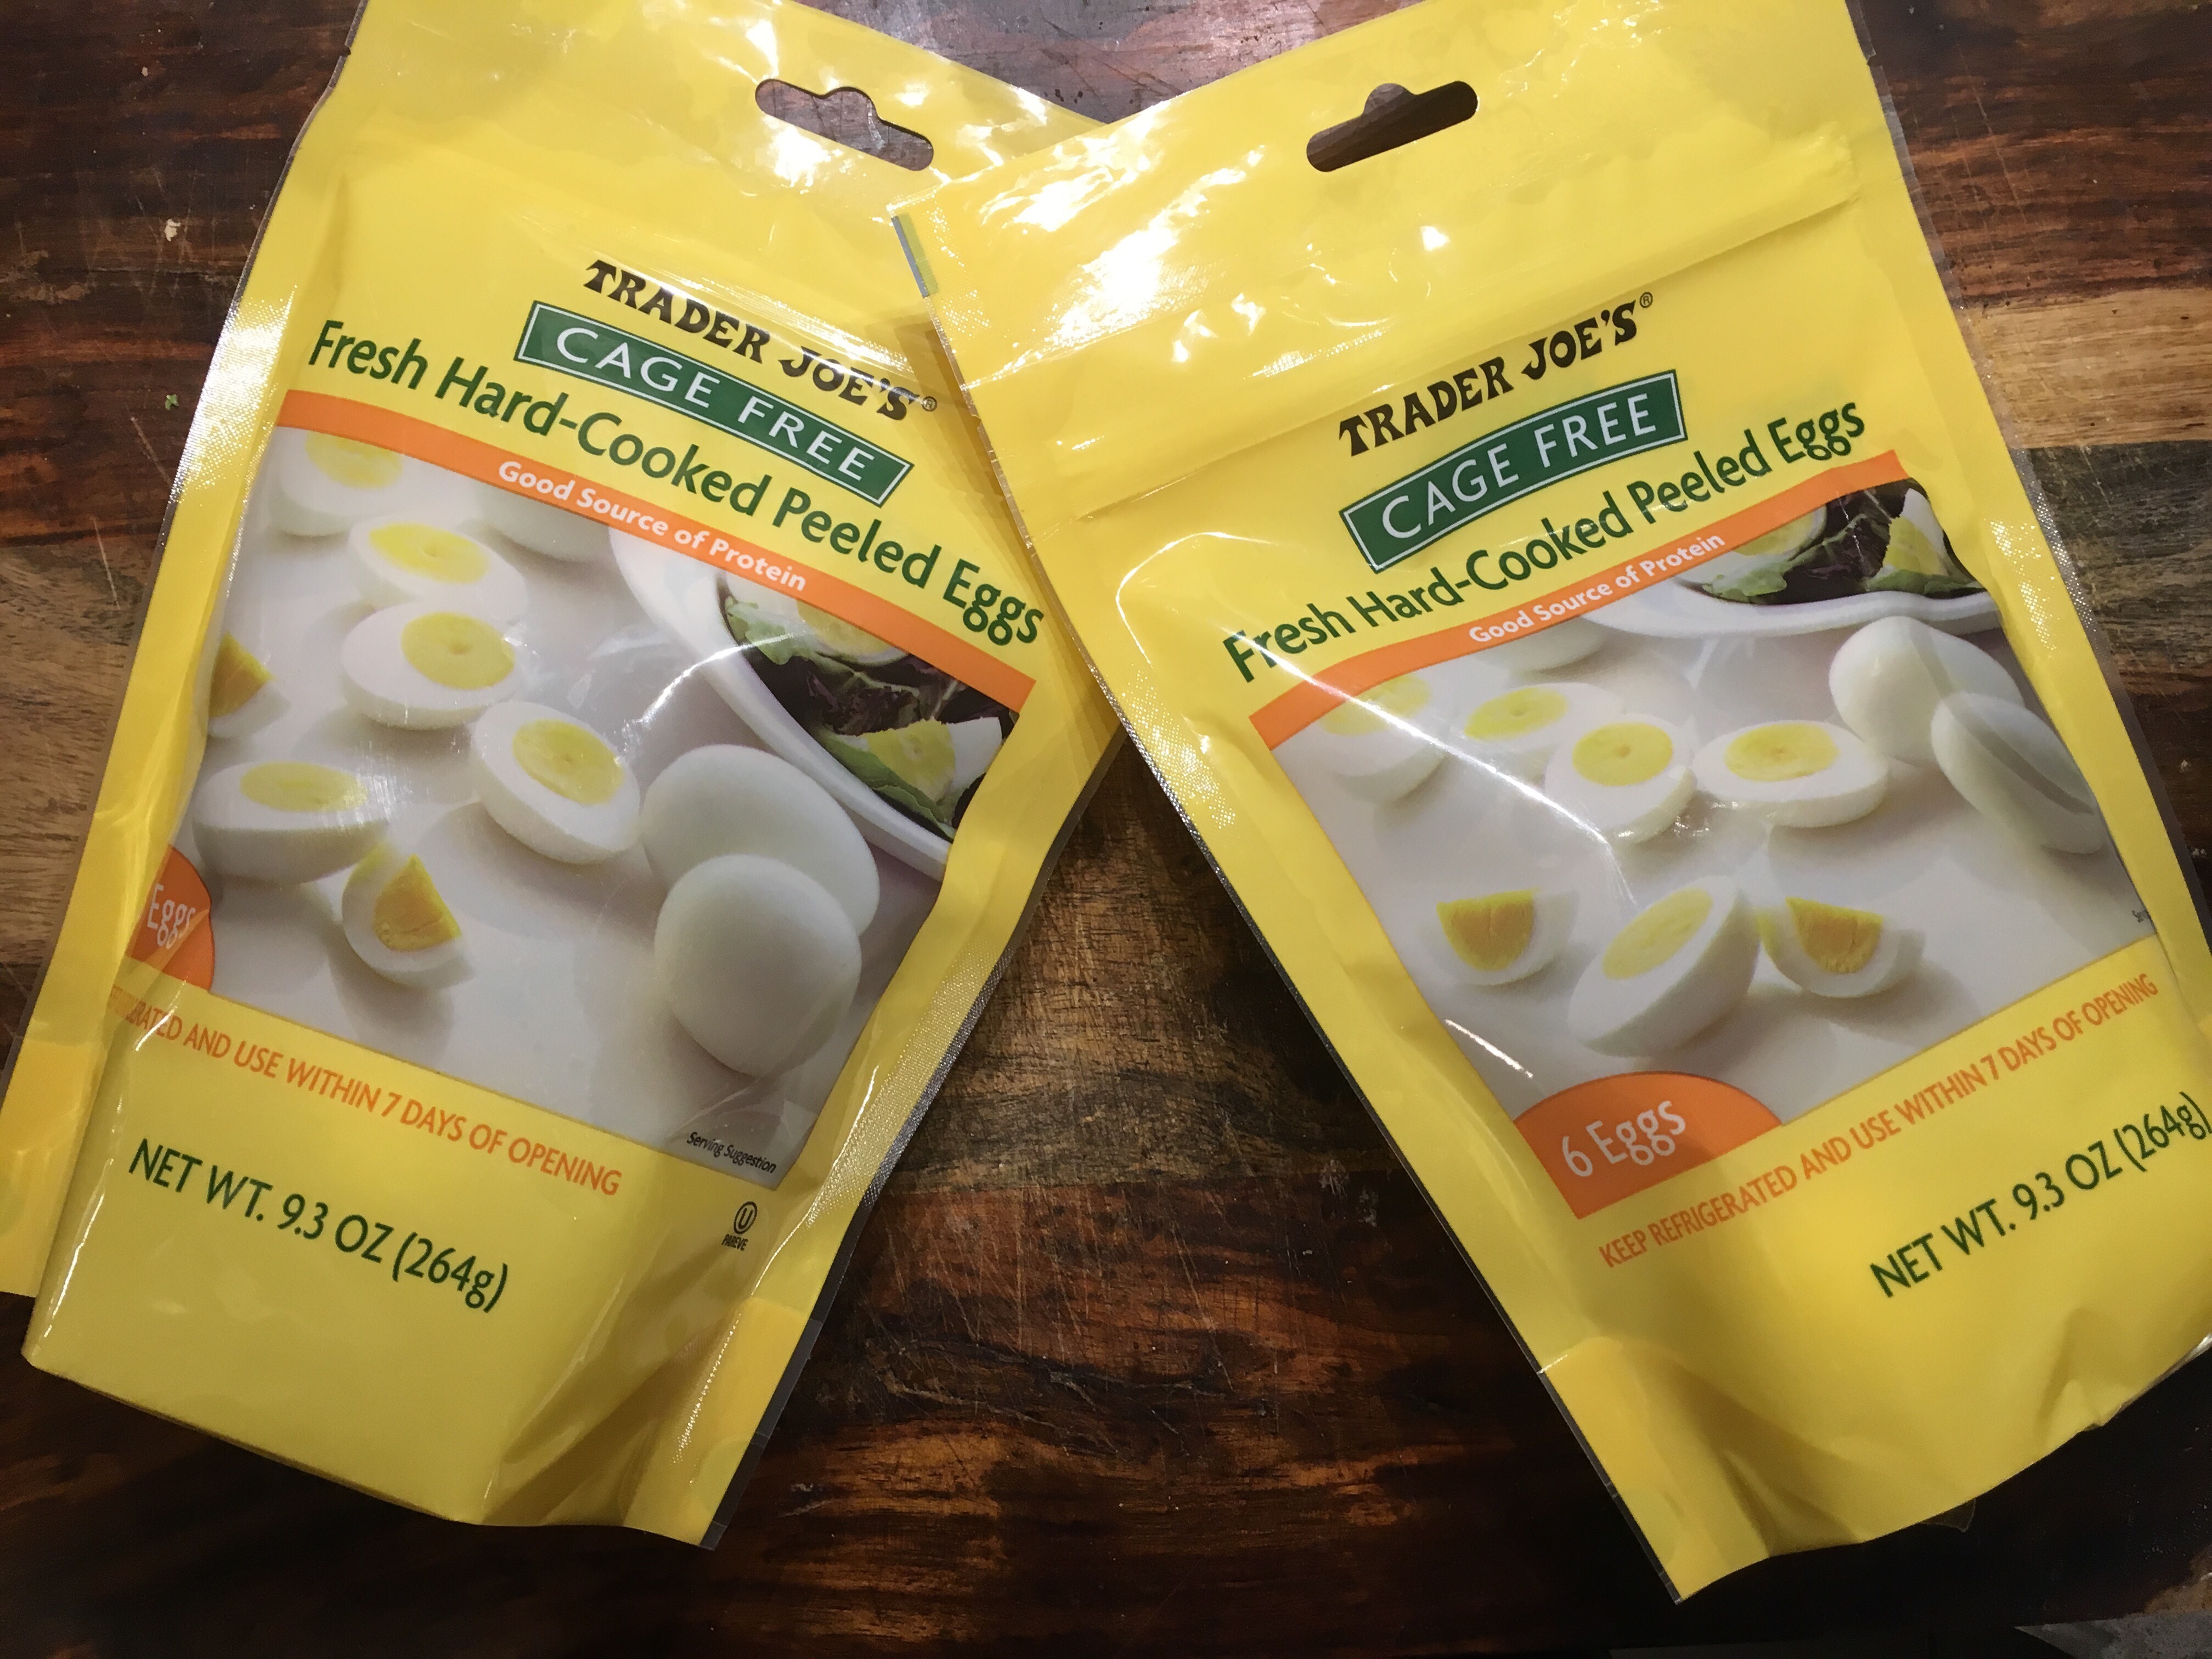 TRADER JOE'S®
CAGE FREE
Fresh Hard-Cooked Peeled Eggs
Good Source of Protein
Eggs
AND USE WITHIN 7 DAYS OF OPENING
Serving Suggestion
NET WT. 9.3 OZ (264g)
U
PAREVE
TRADER JOE'S®
CAGE FREE
Fresh Hard-Cooked Peeled Eggs
Good Source of Protein
6 Eggs
KEEP REFRIGERATED AND USE WITHIN 7 DAYS OF OPENING
NET WT. 9.3 OZ (264g)